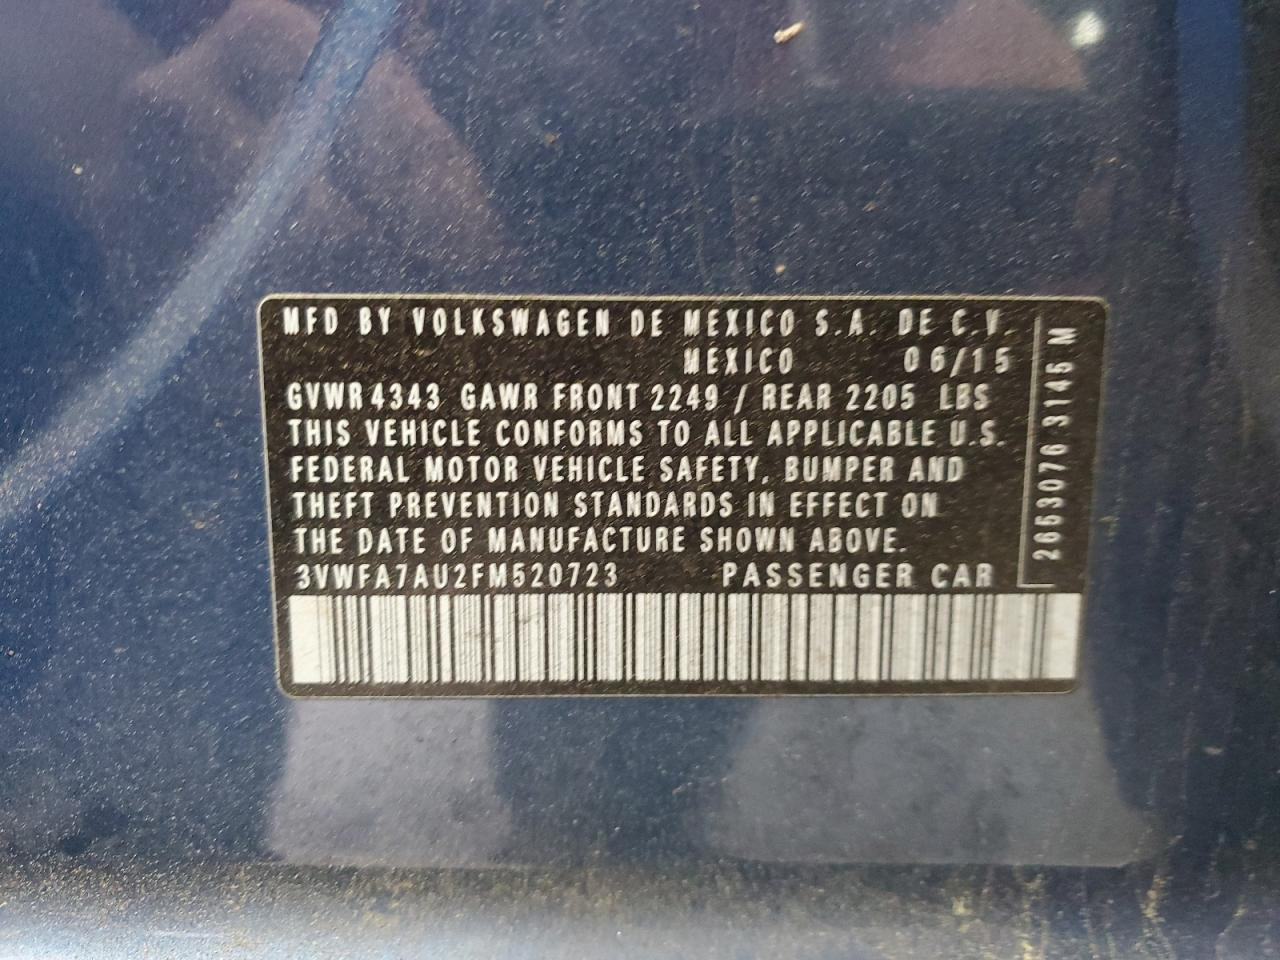 MFD BY VOLKSWAGEN DE MEXICO S.A. DE C.V.
MEXICO 06/15
GVWR 4343 GAWR FRONT 2249 / REAR 2205 LBS
THIS VEHICLE CONFORMS TO ALL APPLICABLE U.S.
FEDERAL MOTOR VEHICLE SAFETY, BUMPER AND
THEFT PREVENTION STANDARDS IN EFFECT ON
THE DATE OF MANUFACTURE SHOWN ABOVE.
3VWFA7AU2FM520723 PASSENGER CAR
2663076 3145 M